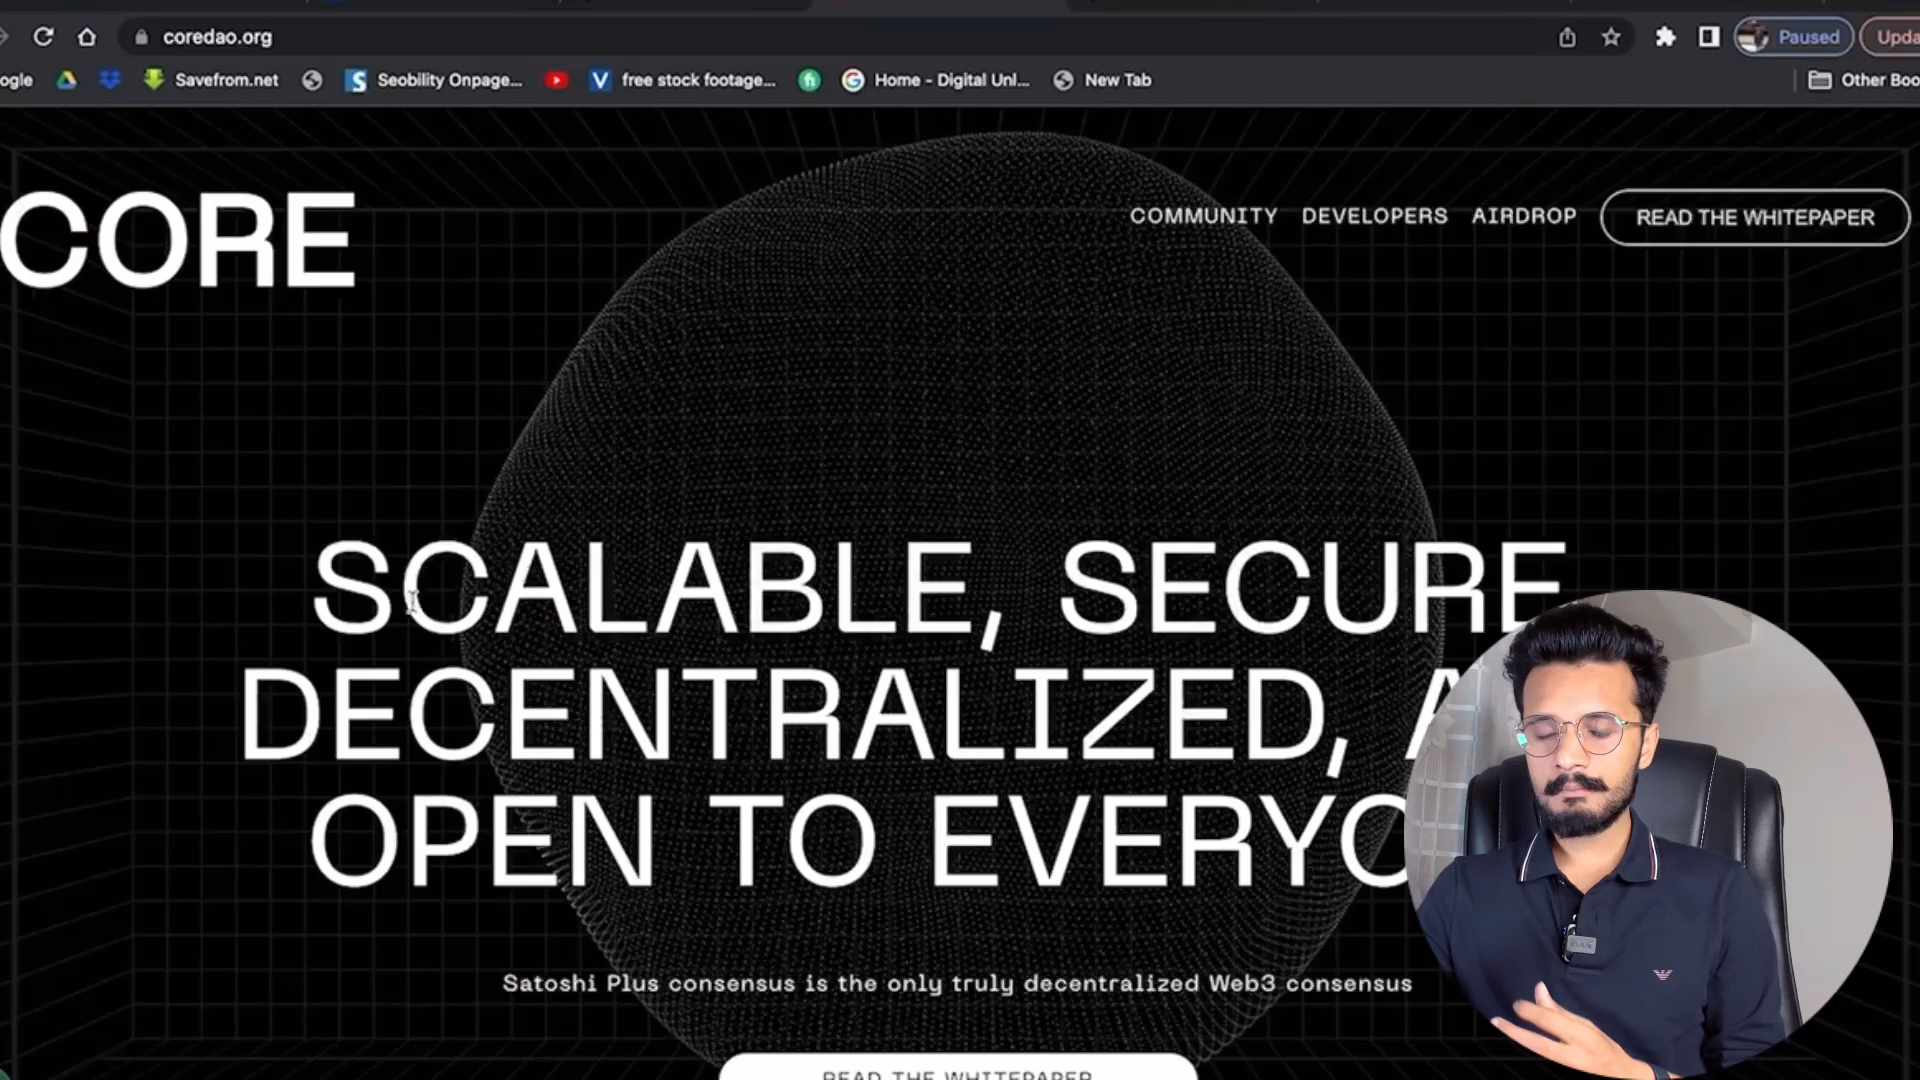 coredao.org
Paused
Upda
ogle
Savefrom.net
Seobility Onpage...
free stock footage...
Home - Digital Unl...
New Tab
Other Boo
CORE
COMMUNITY
DEVELOPERS
AIRDROP
READ THE WHITEPAPER
SCALABLE, SECURE
DECENTRALIZED, A
OPEN TO EVERYO
Satoshi Plus consensus is the only truly decentralized Web3 consensus
READ THE WHITEPAPER
RODE